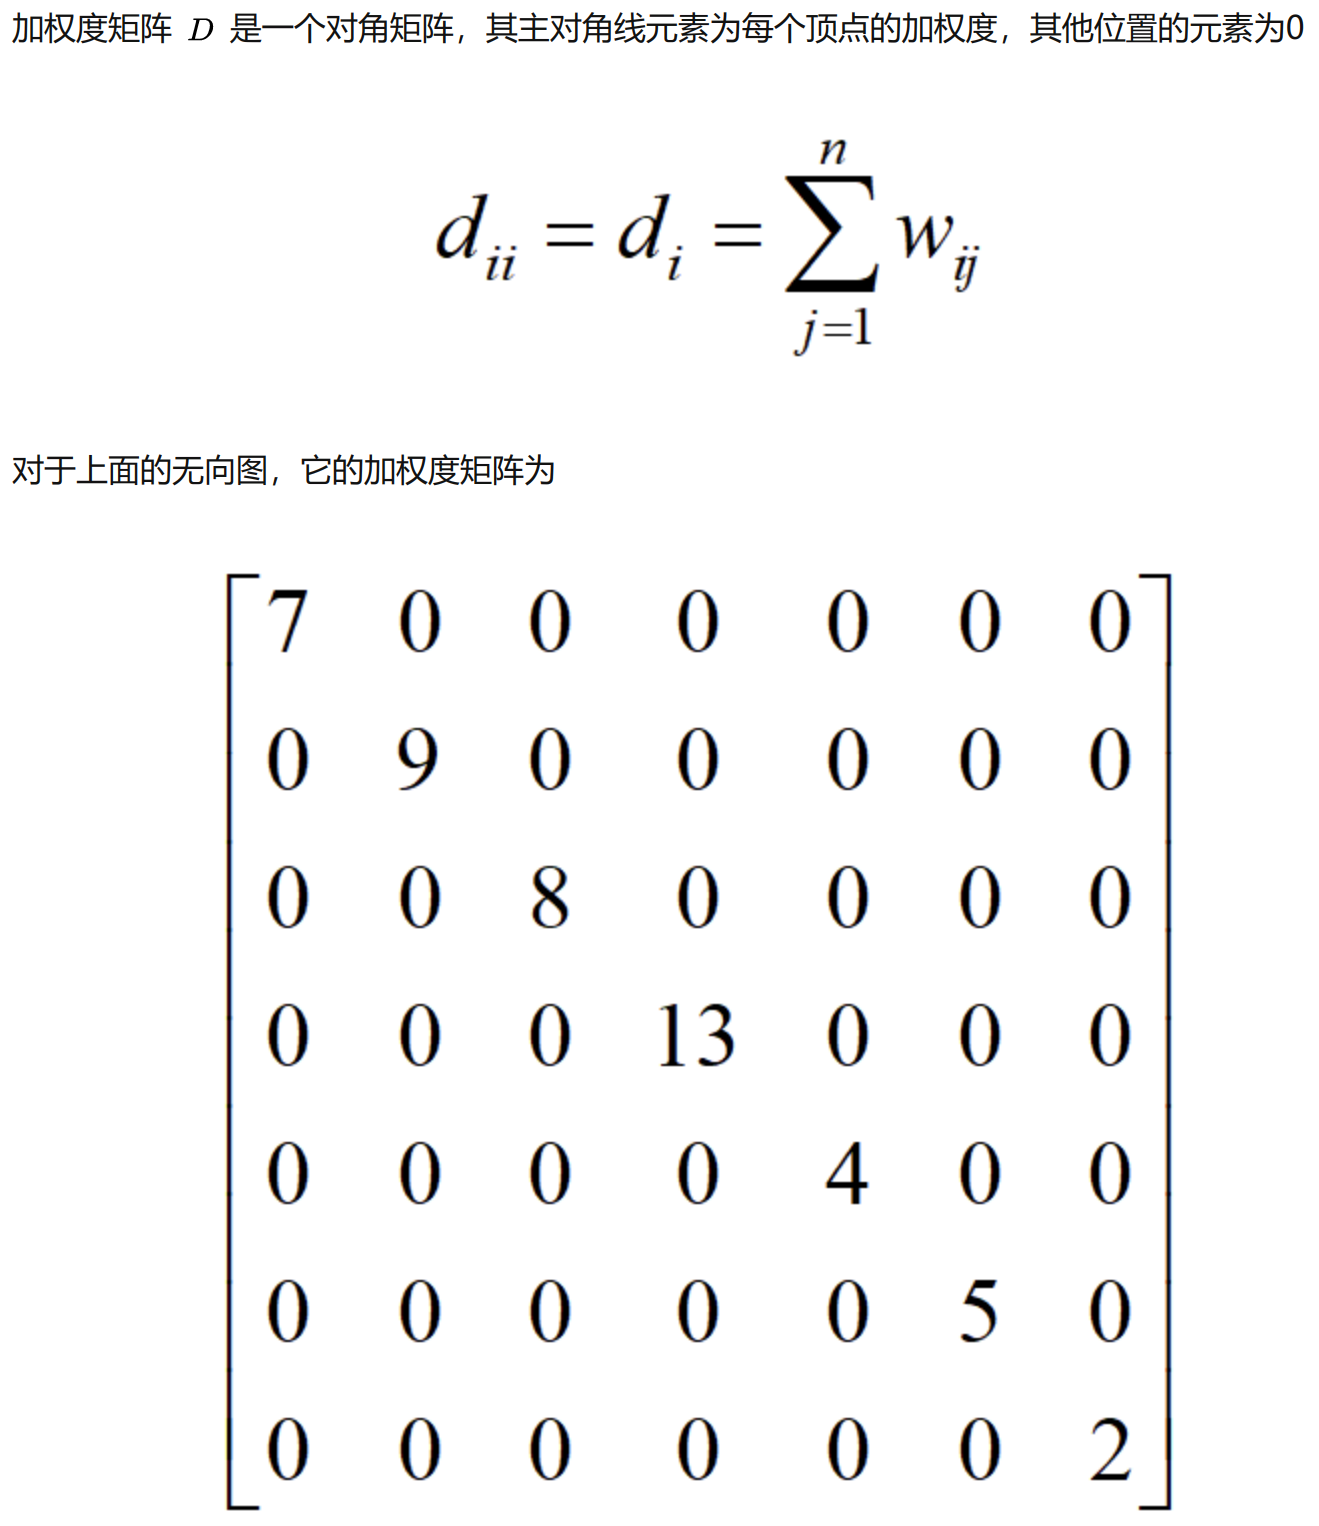 加权度矩阵 D 是一个对角矩阵，其主对角线元素为每个顶点的加权度，其他位置的元素为0
d_{ii} = d_i = \sum_{j=1}^{n} w_{ij}
对于上面的无向图，它的加权度矩阵为
7 0 0 0 0 0 0
0 9 0 0 0 0 0
0 0 8 0 0 0 0
0 0 0 13 0 0 0
0 0 0 0 4 0 0
0 0 0 0 0 5 0
0 0 0 0 0 0 2